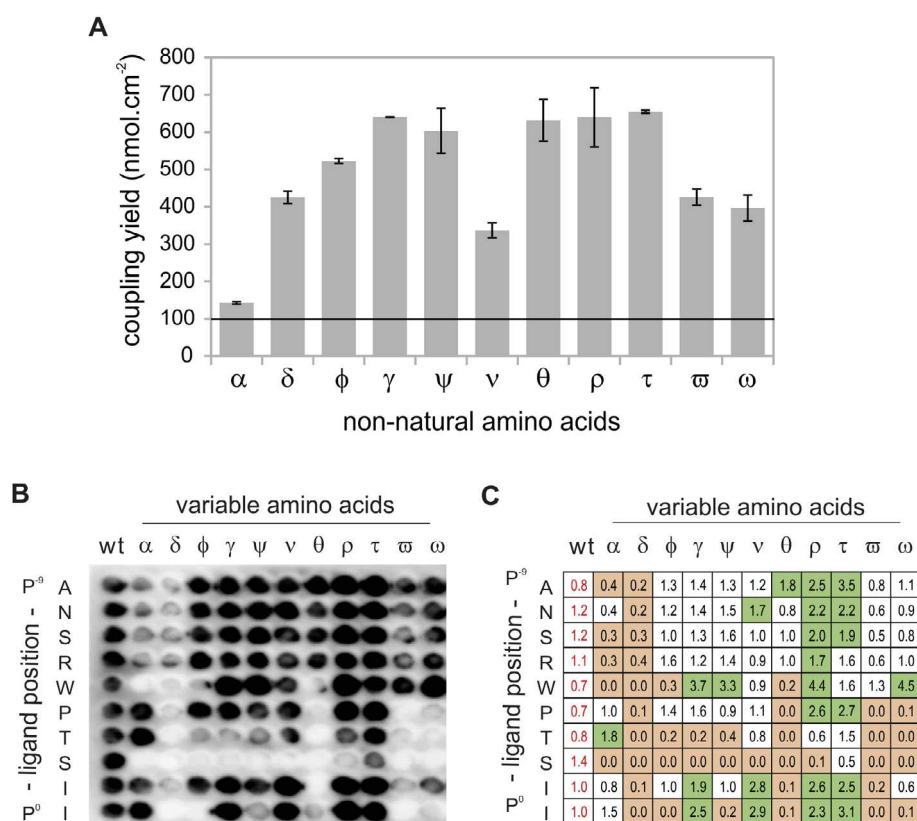 A
coupling yield (nmol.cm-2)
800
700
600
500
400
300
200
100
0
α δ ϕ γ ψ ν θ ρ τ ϖ ω
non-natural amino acids
B
variable amino acids
wt α δ ϕ γ ψ ν θ ρ τ ϖ ω
P-9 - ligand position - P0
A
N
S
R
W
P
T
S
I
I
C
variable amino acids
wt α δ ϕ γ ψ ν θ ρ τ ϖ ω
P-9 - ligand position - P0
A 0.8 0.4 0.2 1.3 1.4 1.3 1.2 1.8 2.5 3.5 0.8 1.1
N 1.2 0.4 0.2 1.2 1.4 1.5 1.7 0.8 2.2 2.2 0.6 0.9
S 1.2 0.3 0.3 1.0 1.3 1.6 1.0 1.0 2.0 1.9 0.5 0.8
R 1.1 0.3 0.4 1.6 1.2 1.4 0.9 1.0 1.7 1.6 0.6 1.0
W 0.7 0.0 0.0 0.3 3.7 3.3 0.9 0.2 4.4 1.6 1.3 4.5
P 0.7 1.0 0.1 1.4 1.6 0.9 1.1 0.0 2.6 2.7 0.0 0.1
T 0.8 1.8 0.0 0.2 0.2 0.4 0.8 0.0 0.6 1.5 0.0 0.0
S 1.4 0.0 0.0 0.0 0.0 0.0 0.0 0.0 0.1 0.5 0.0 0.0
I 1.0 0.8 0.1 1.0 1.9 1.0 2.8 0.1 2.6 2.5 0.2 0.6
I 1.0 1.5 0.0 0.0 2.5 0.2 2.9 0.1 2.3 3.1 0.0 0.1